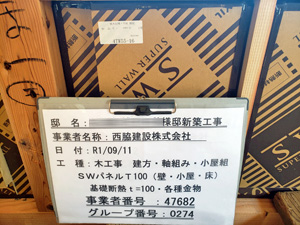 47955-36
SUPER WALL
SW
邸　名：　様邸新築工事
事業者名称：西脇建設株式会社
日　付：R1/09/11
工　種：木工事　建方・軸組み・小屋組
SWパネルT100（壁・小屋・床）
基礎断熱 t=100・各種金物
事業者番号：47682
グループ番号：0274